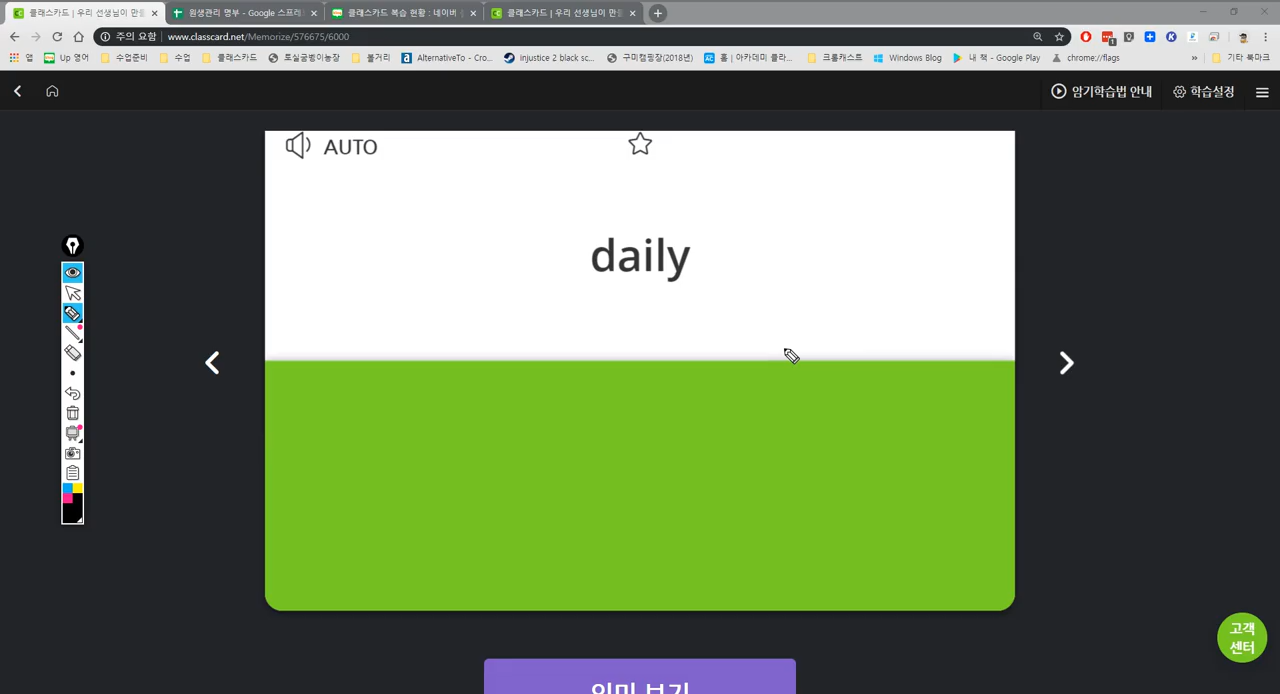 클래스카드 | 우리 선생님이 만든
원생관리 명부 - Google 스프레
클래스카드 복습 현황 : 네이버
클래스카드 | 우리 선생님이 만든
주의 요함 | www.classcard.net/Memorize/576675/6000
앱 Up 영어 수업준비 수업 클래스카드 토실굼벵이농장 볼거리 AlternativeTo - Cro... Injustice 2 black sc... 구미캠핑장(2018년) 홈 | 아카데미 클라... 크롬캐스트 Windows Blog 내 책 - Google Play chrome://flags » 기타 북마크
암기학습법 안내 학습설정
AUTO
daily
고객
센터
의미 보기